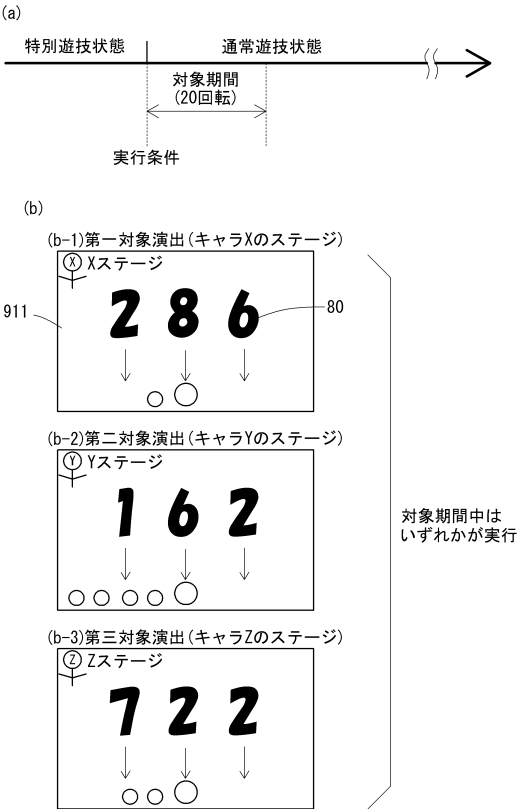 (a)
特別遊技状態
通常遊技状態
対象期間
(20回転)
実行条件
(b)
(b-1)第一対象演出(キャラXのステージ)
X Xステージ
2 8 6
911
80
(b-2)第二対象演出(キャラYのステージ)
Y Yステージ
1 6 2
対象期間中は
いずれかが実行
(b-3)第三対象演出(キャラZのステージ)
Z Zステージ
7 2 2